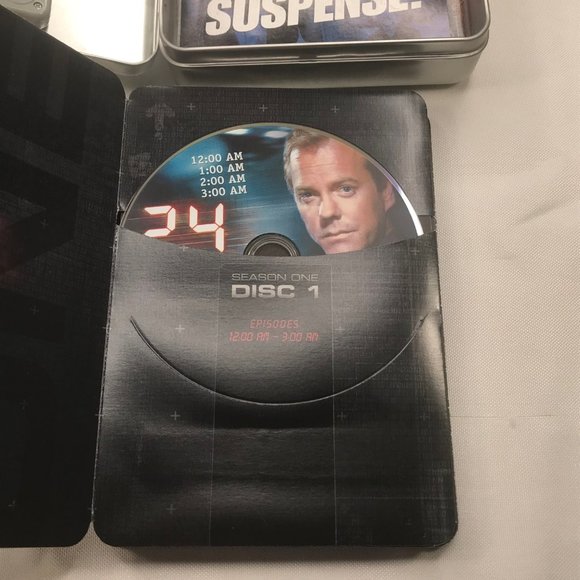 SUSPENSE!
12:00 AM
1:00 AM
2:00 AM
3:00 AM
24
SEASON ONE
DISC 1
EPISODES
12:00 AM - 3:00 AM